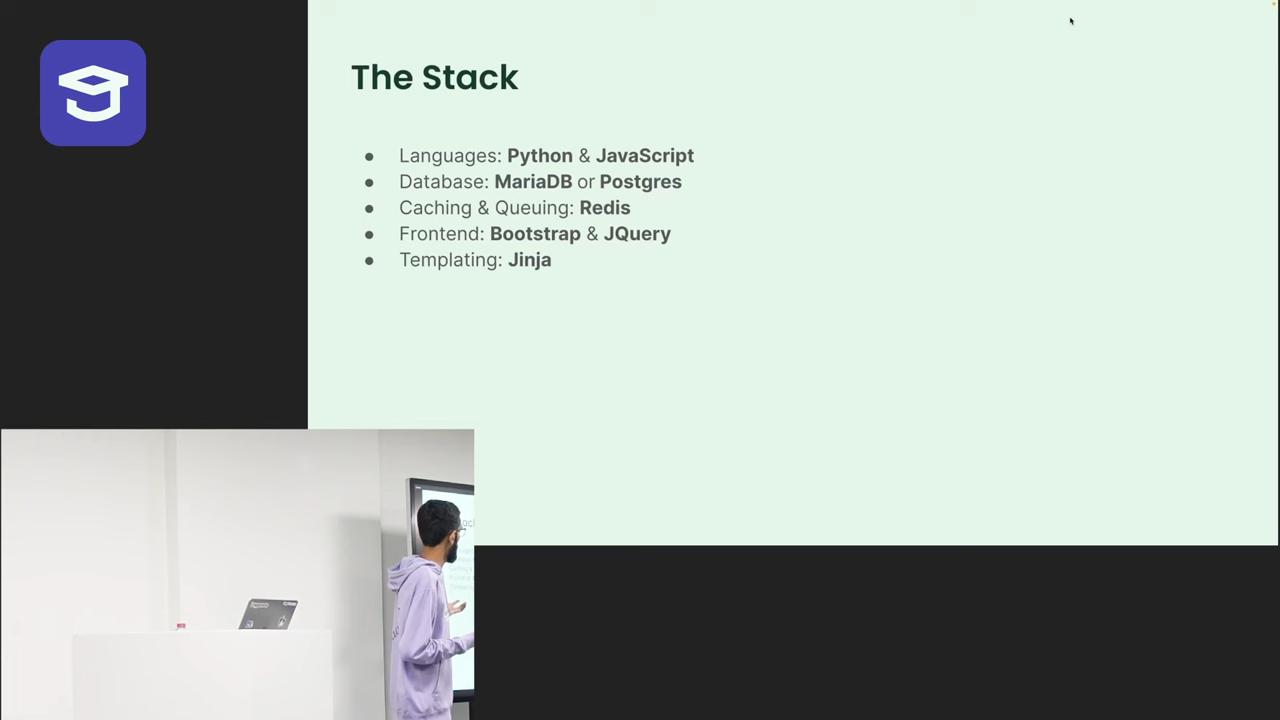 The Stack
● Languages: Python & JavaScript
● Database: MariaDB or Postgres
● Caching & Queuing: Redis
● Frontend: Bootstrap & JQuery
● Templating: Jinja